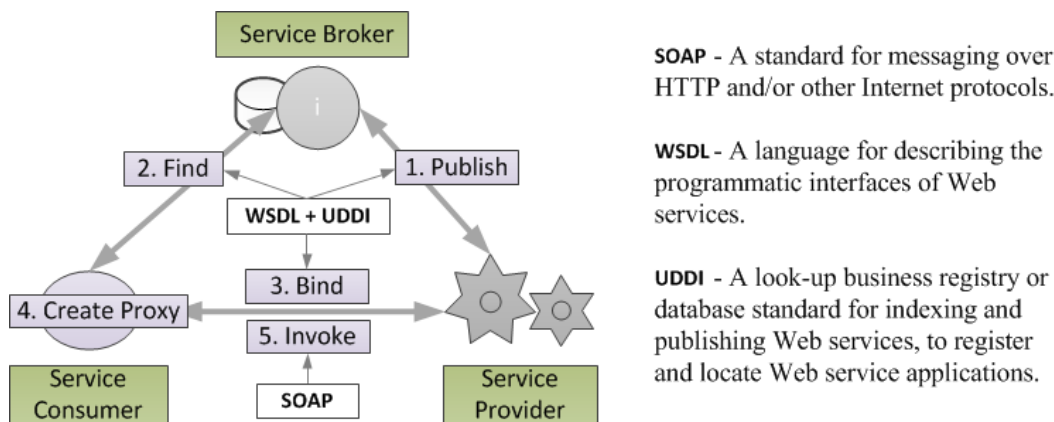 Service Broker
i
2. Find
1. Publish
WSDL + UDDI
3. Bind
4. Create Proxy
5. Invoke
Service
Consumer
SOAP
Service
Provider
SOAP - A standard for messaging over
HTTP and/or other Internet protocols.
WSDL - A language for describing the
programmatic interfaces of Web
services.
UDDI - A look-up business registry or
database standard for indexing and
publishing Web services, to register
and locate Web service applications.